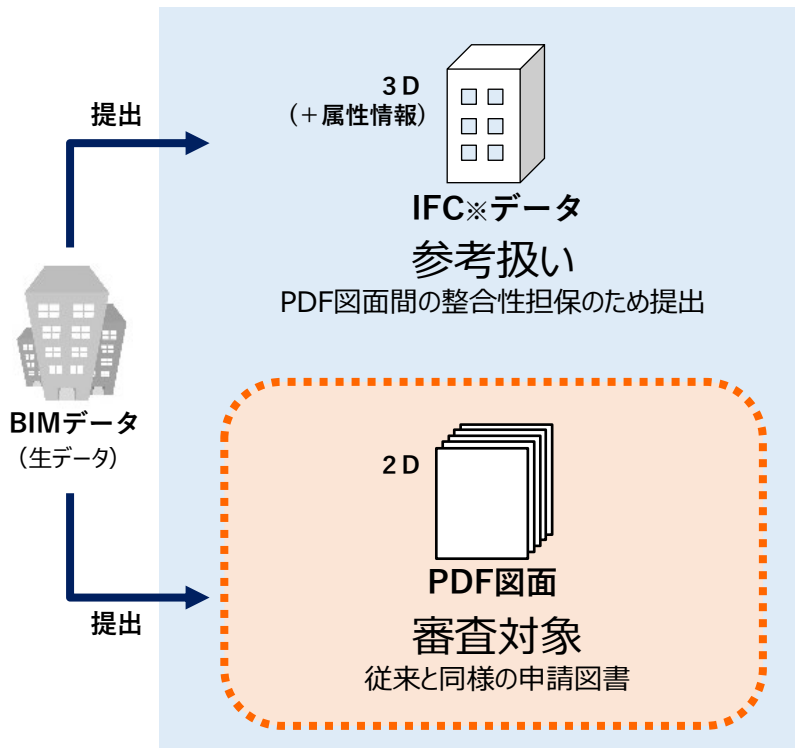 提出
3D
(+属性情報)
IFC※データ
参考扱い
PDF図面間の整合性担保のため提出
BIMデータ
(生データ)
2D
PDF図面
審査対象
従来と同様の申請図書
提出